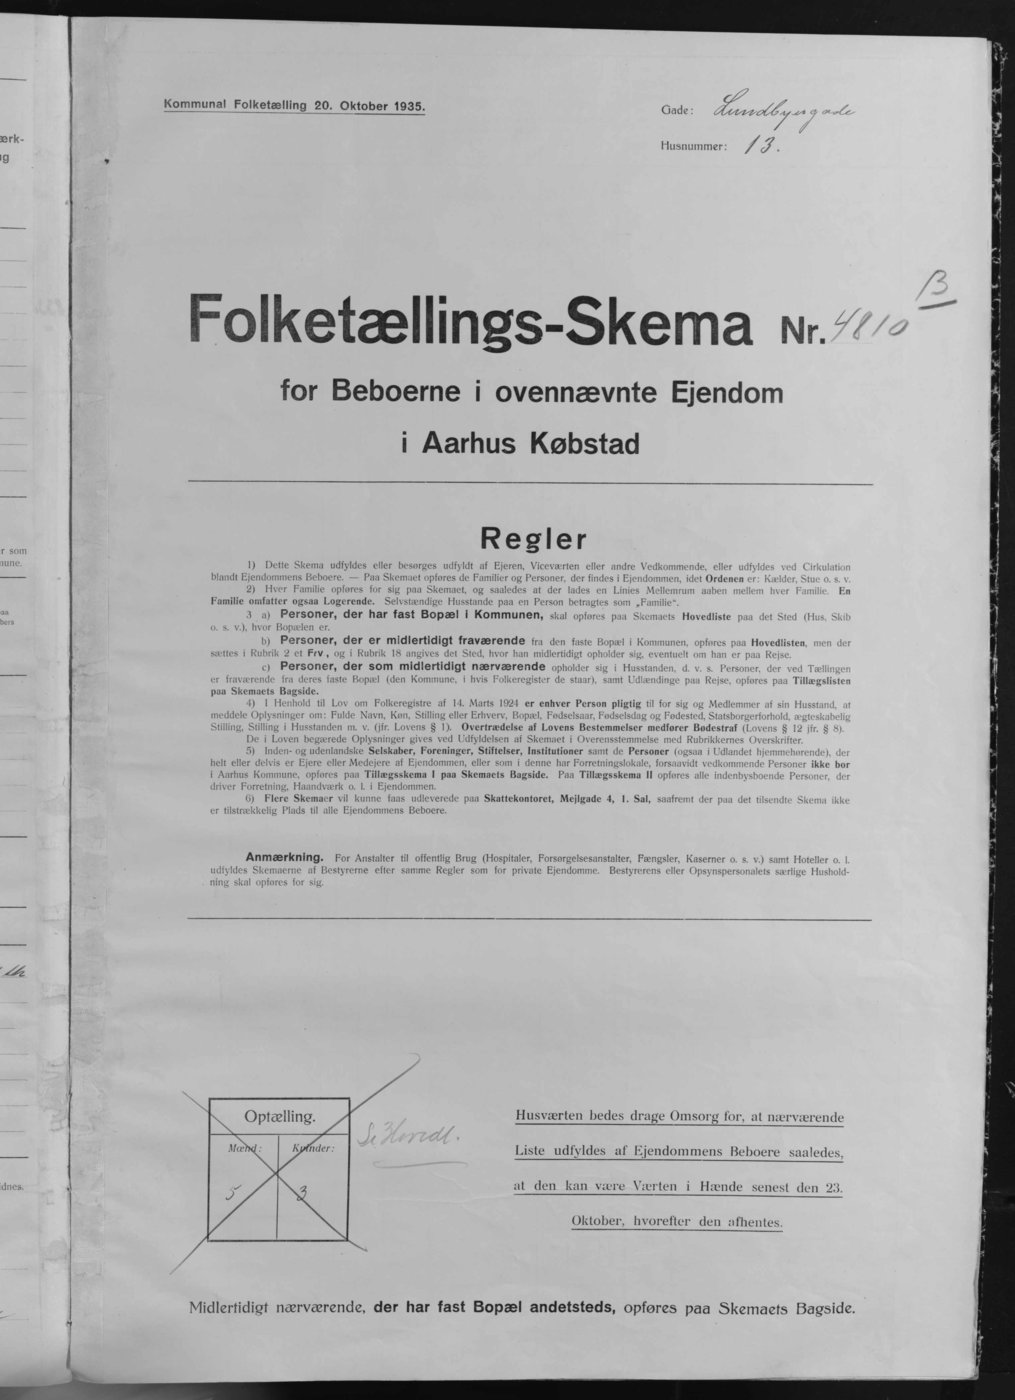 Kommunal Folketælling 20. Oktober 1935.
Gade: Lundbyesgade
Husnummer: 13.
B
Folketællings-Skema Nr. 4810
for Beboerne i ovennævnte Ejendom
i Aarhus Købstad
Regler
1) Dette Skema udfyldes eller besørges udfyldt af Ejeren, Viceværten eller andre Vedkommende, eller udfyldes ved Cirkulation
blandt Ejendommens Beboere. — Paa Skemaet opføres de Familier og Personer, der findes i Ejendommen, idet Ordenen er: Kælder, Stue o. s. v.
2) Hver Familie opføres for sig paa Skemaet, og saaledes at der lades en Linies Mellemrum aaben mellem hver Familie. En
Familie omfatter ogsaa Logerende. Selvstændige Husstande paa en Person betragtes som „Familie“.
3 a) Personer, der har fast Bopæl i Kommunen, skal opføres paa Skemaets Hovedliste paa det Sted (Hus, Skib
o. s. v.), hvor Bopælen er.
b) Personer, der er midlertidigt fraværende fra den faste Bopæl i Kommunen, opføres paa Hovedlisten, men der
sættes i Rubrik 2 et Frv, og i Rubrik 18 angives det Sted, hvor han midlertidigt opholder sig, eventuelt om han er paa Rejse.
c) Personer, der som midlertidigt nærværende opholder sig i Husstanden, d. v. s. Personer, der ved Tællingen
er fraværende fra deres faste Bopæl (den Kommune, i hvis Folkeregister de staar), samt Udlændinge paa Rejse, opføres paa Tillægslisten
paa Skemaets Bagside.
4) I Henhold til Lov om Folkeregistre af 14. Marts 1924 er enhver Person pligtig til for sig og Medlemmer af sin Husstand, at
meddele Oplysninger om: Fulde Navn, Køn, Stilling eller Erhverv, Bopæl, Fødselsaar, Fødselsdag og Fødested, Statsborgerforhold, ægteskabelig
Stilling, Stilling i Husstanden m. v. (jfr. Lovens § 1). Overtrædelse af Lovens Bestemmelser medfører Bødestraf (Lovens § 12 jfr. § 8).
De i Loven begærede Oplysninger gives ved Udfyldelsen af Skemaet i Overensstemmelse med Rubrikkernes Overskrifter.
5) Inden- og udenlandske Selskaber, Foreninger, Stiftelser, Institutioner samt de Personer (ogsaa i Udlandet hjemmehørende), der
helt eller delvis er Ejere eller Medejere af Ejendommen, eller som i denne har Forretningslokale, forsaavidt vedkommende Personer ikke bor
i Aarhus Kommune, opføres paa Tillægsskema I paa Skemaets Bagside. Paa Tillægsskema II opføres alle indenbysboende Personer, der
driver Forretning, Haandværk o. l. i Ejendommen.
6) Flere Skemaer vil kunne faas udleverede paa Skattekontoret, Mejlgade 4, 1. Sal, saafremt der paa det tilsendte Skema ikke
er tilstrækkelig Plads til alle Ejendommens Beboere.
Anmærkning. For Anstalter til offentlig Brug (Hospitaler, Forsørgelsesanstalter, Fængsler, Kaserner o. s. v.) samt Hoteller o. l.
udfyldes Skemaerne af Bestyrerne efter samme Regler som for private Ejendomme. Bestyrerens eller Opsynspersonalets særlige Hushold-
ning skal opføres for sig.
Optælling.
Mænd: Kvinder:
5 3
Husværten bedes drage Omsorg for, at nærværende
Liste udfyldes af Ejendommens Beboere saaledes,
at den kan være Værten i Hænde senest den 23.
Oktober, hvorefter den afhentes.
Midlertidigt nærværende, der har fast Bopæl andetsteds, opføres paa Skemaets Bagside.